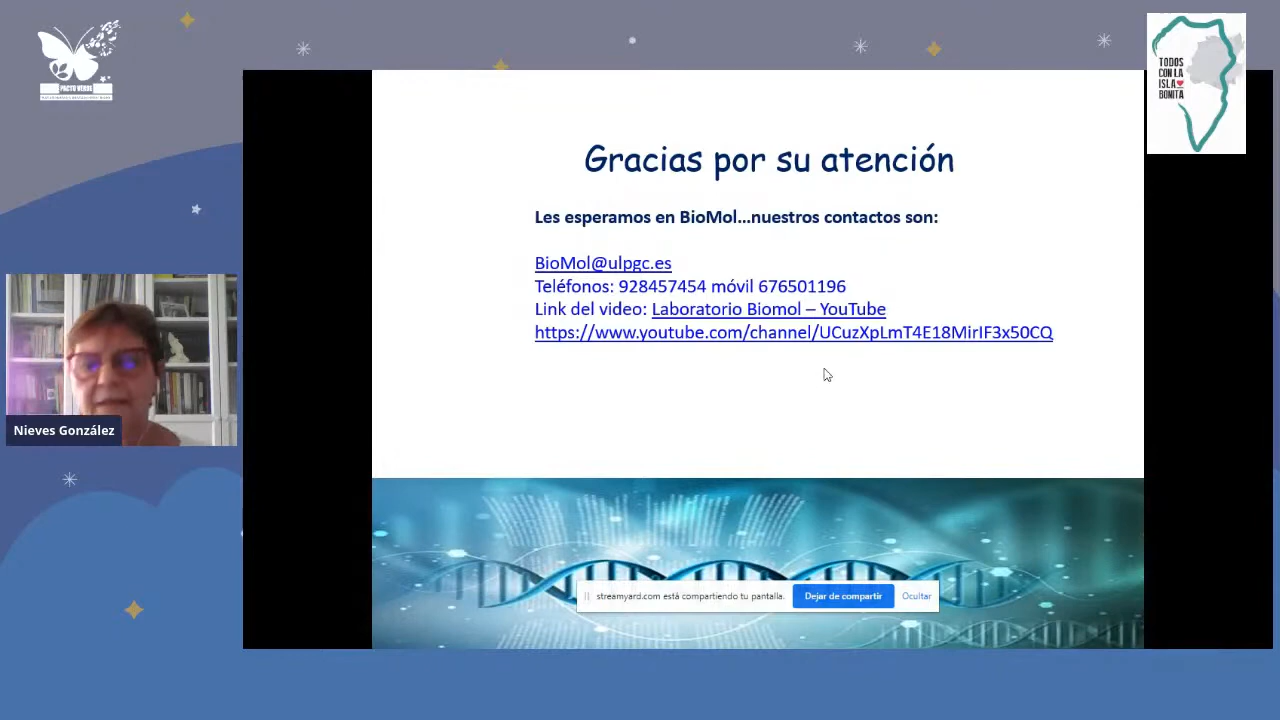 PACTO VERDE
TODOS
CON LA
ISLA
BONITA
Gracias por su atención
Les esperamos en BioMol...nuestros contactos son:
BioMol@ulpgc.es
Teléfonos: 928457454 móvil 676501196
Link del video: Laboratorio Biomol – YouTube
https://www.youtube.com/channel/UCuzXpLmT4E18MirIF3x50CQ
Nieves González
streamyard.com está compartiendo tu pantalla.
Dejar de compartir
Ocultar